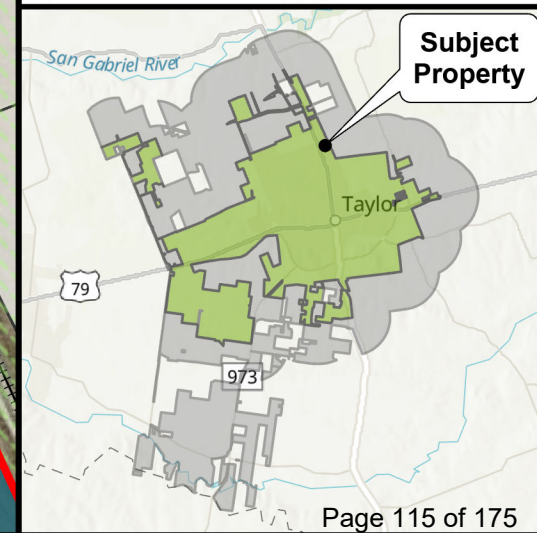 San Gabriel River
Subject
Property
Taylor
79
973
Page 115 of 175